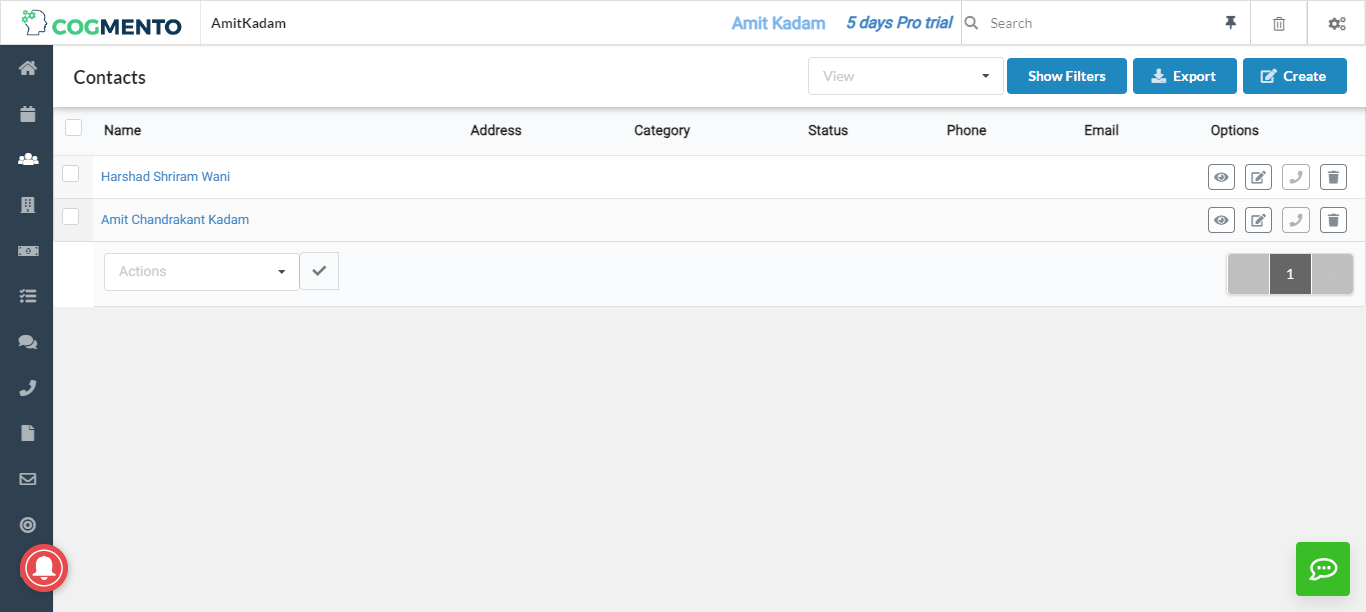 COGMENTO AmitKadam Amit Kadam 5 days Pro trial Search
Contacts View Show Filters Export Create
Name Address Category Status Phone Email Options
Harshad Shriram Wani
Amit Chandrakant Kadam
Actions 1